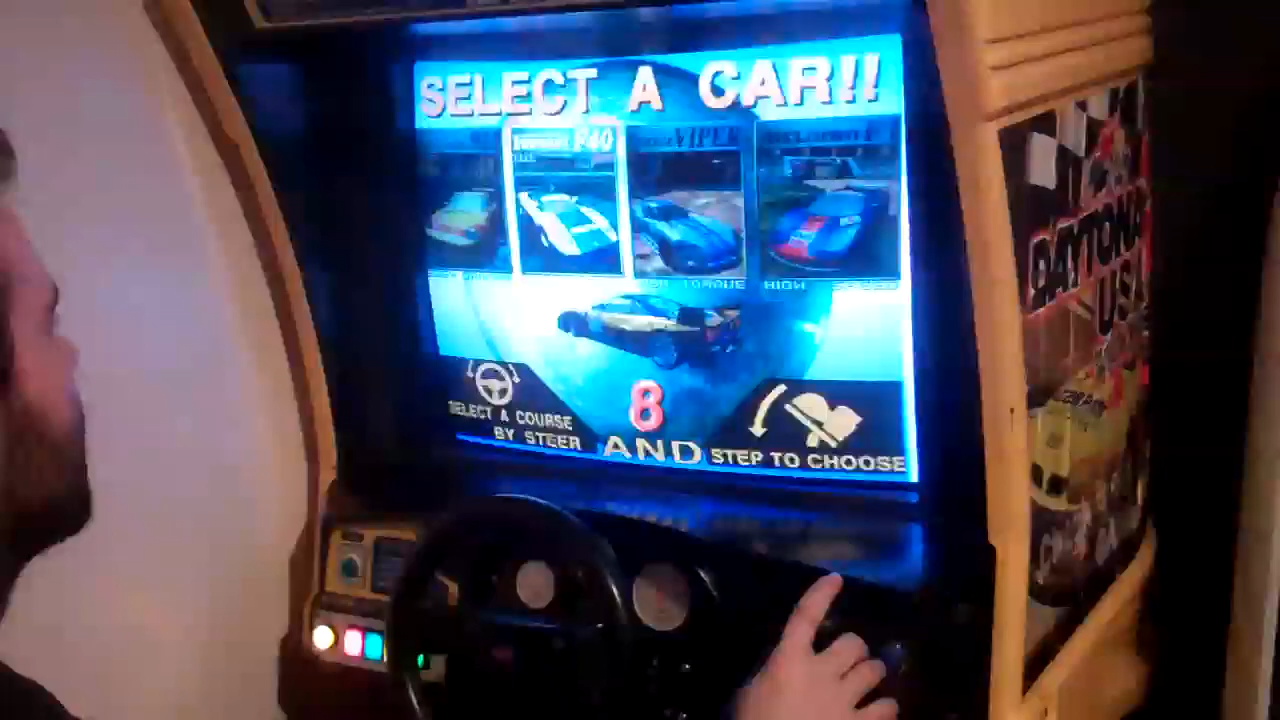 SELECT A CAR!!
F40
VIPER
TORQUE HIGH
SELECT A COURSE
BY STEER
8
AND
STEP TO CHOOSE
DAYTONA
USA